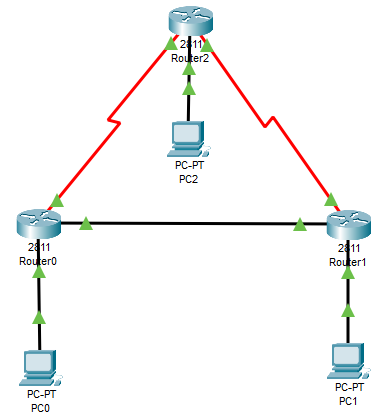 2811
Router2
PC-PT
PC2
2811
Router0
2811
Router1
PC-PT
PC0
PC-PT
PC1